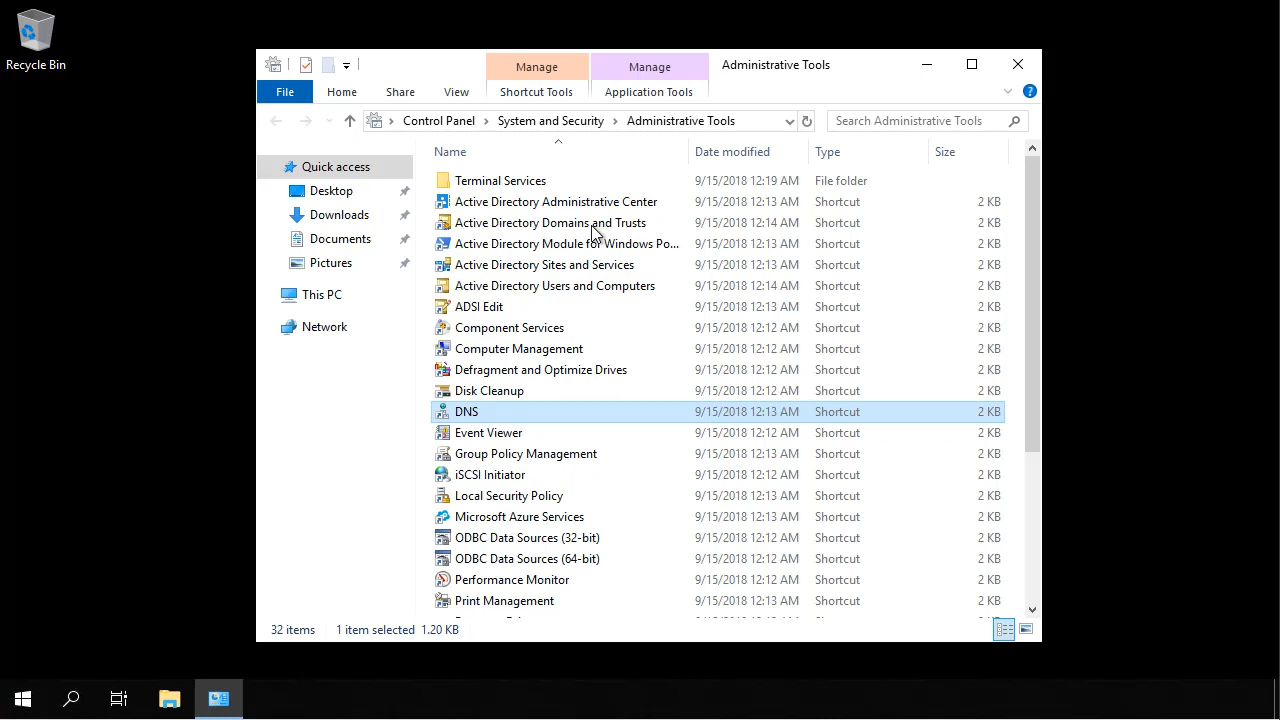 Recycle Bin
Manage
Manage
Administrative Tools
File
Home
Share
View
Shortcut Tools
Application Tools
Control Panel
System and Security
Administrative Tools
Search Administrative Tools
Name
Date modified
Type
Size
Quick access
Desktop
Downloads
Documents
Pictures
This PC
Network
Terminal Services 9/15/2018 12:19 AM File folder
Active Directory Administrative Center 9/15/2018 12:13 AM Shortcut 2 KB
Active Directory Domains and Trusts 9/15/2018 12:14 AM Shortcut 2 KB
Active Directory Module for Windows Po... 9/15/2018 12:13 AM Shortcut 2 KB
Active Directory Sites and Services 9/15/2018 12:13 AM Shortcut 2 KB
Active Directory Users and Computers 9/15/2018 12:14 AM Shortcut 2 KB
ADSI Edit 9/15/2018 12:13 AM Shortcut 2 KB
Component Services 9/15/2018 12:12 AM Shortcut 2 KB
Computer Management 9/15/2018 12:12 AM Shortcut 2 KB
Defragment and Optimize Drives 9/15/2018 12:12 AM Shortcut 2 KB
Disk Cleanup 9/15/2018 12:12 AM Shortcut 2 KB
DNS 9/15/2018 12:13 AM Shortcut 2 KB
Event Viewer 9/15/2018 12:12 AM Shortcut 2 KB
Group Policy Management 9/15/2018 12:13 AM Shortcut 2 KB
iSCSI Initiator 9/15/2018 12:12 AM Shortcut 2 KB
Local Security Policy 9/15/2018 12:13 AM Shortcut 2 KB
Microsoft Azure Services 9/15/2018 12:13 AM Shortcut 2 KB
ODBC Data Sources (32-bit) 9/15/2018 12:12 AM Shortcut 2 KB
ODBC Data Sources (64-bit) 9/15/2018 12:12 AM Shortcut 2 KB
Performance Monitor 9/15/2018 12:12 AM Shortcut 2 KB
Print Management 9/15/2018 12:13 AM Shortcut 2 KB
32 items
1 item selected 1.20 KB